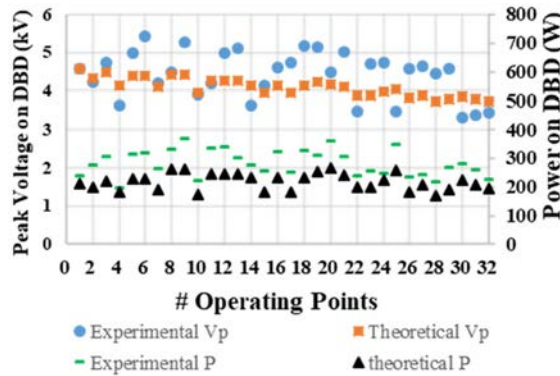 Peak Voltage on DBD (kV)
6
5
4
3
2
1
0
800
700
600
500
400
300
200
100
0
Power on DBD (W)
0 2 4 6 8 10 12 14 16 18 20 22 24 26 28 30 32
# Operating Points
Experimental Vp
Theoretical Vp
Experimental P
theoretical P